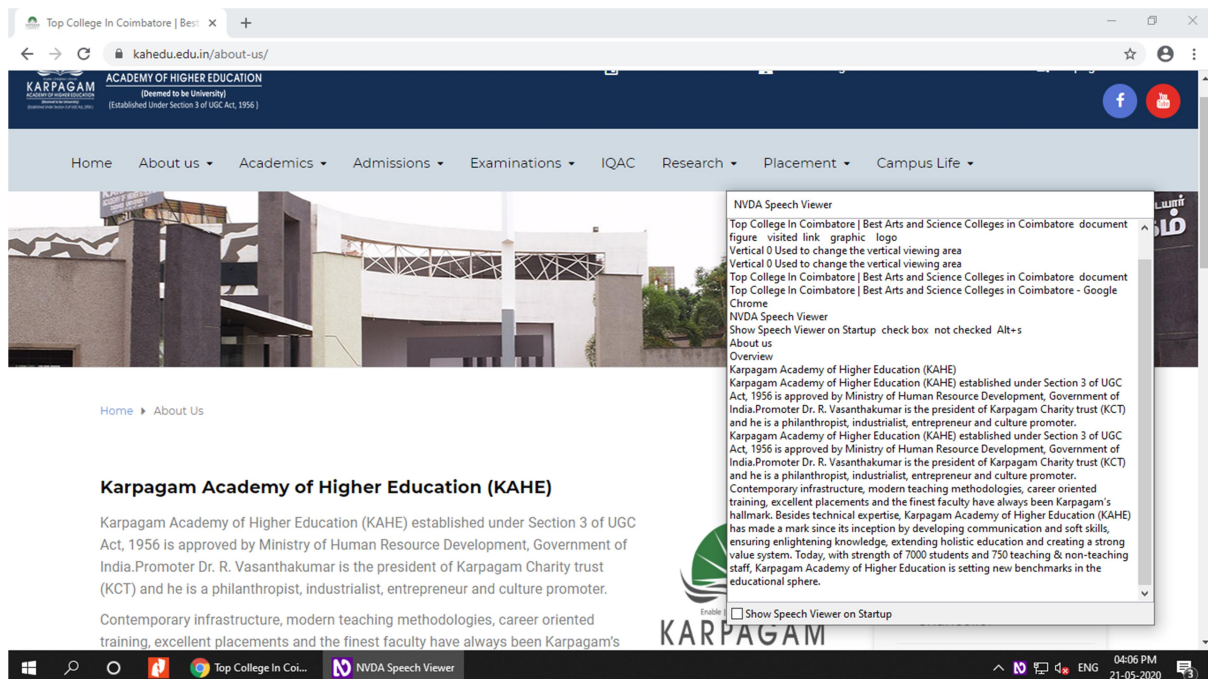 Top College In Coimbatore | Best
kahedu.edu.in/about-us/
KARPAGAM
ACADEMY OF HIGHER EDUCATION
(Deemed to be University)
(Established Under Section 3 of UGC Act, 1956 )
Home About us Academics Admissions Examinations IQAC Research Placement Campus Life
Home About Us
Karpagam Academy of Higher Education (KAHE)
Karpagam Academy of Higher Education (KAHE) established under Section 3 of UGC
Act, 1956 is approved by Ministry of Human Resource Development, Government of
India.Promoter Dr. R. Vasanthakumar is the president of Karpagam Charity trust
(KCT) and he is a philanthropist, industrialist, entrepreneur and culture promoter.
Contemporary infrastructure, modern teaching methodologies, career oriented
training, excellent placements and the finest faculty have always been Karpagam's
Enable
KARPAGAM
NVDA Speech Viewer
Top College In Coimbatore | Best Arts and Science Colleges in Coimbatore document
figure visited link graphic logo
Vertical 0 Used to change the vertical viewing area
Vertical 0 Used to change the vertical viewing area
Top College In Coimbatore | Best Arts and Science Colleges in Coimbatore document
Top College In Coimbatore | Best Arts and Science Colleges in Coimbatore - Google
Chrome
NVDA Speech Viewer
Show Speech Viewer on Startup check box not checked Alt+s
About us
Overview
Karpagam Academy of Higher Education (KAHE)
Karpagam Academy of Higher Education (KAHE) established under Section 3 of UGC
Act, 1956 is approved by Ministry of Human Resource Development, Government of
India.Promoter Dr. R. Vasanthakumar is the president of Karpagam Charity trust (KCT)
and he is a philanthropist, industrialist, entrepreneur and culture promoter.
Karpagam Academy of Higher Education (KAHE) established under Section 3 of UGC
Act, 1956 is approved by Ministry of Human Resource Development, Government of
India.Promoter Dr. R. Vasanthakumar is the president of Karpagam Charity trust (KCT)
and he is a philanthropist, industrialist, entrepreneur and culture promoter.
Contemporary infrastructure, modern teaching methodologies, career oriented
training, excellent placements and the finest faculty have always been Karpagam's
hallmark. Besides technical expertise, Karpagam Academy of Higher Education (KAHE)
has made a mark since its inception by developing communication and soft skills,
ensuring enlightening knowledge, extending holistic education and creating a strong
value system. Today, with strength of 7000 students and 750 teaching & non-teaching
staff, Karpagam Academy of Higher Education is setting new benchmarks in the
educational sphere.
Show Speech Viewer on Startup
Top College In Coi... NVDA Speech Viewer ENG 04:06 PM
21-05-2020